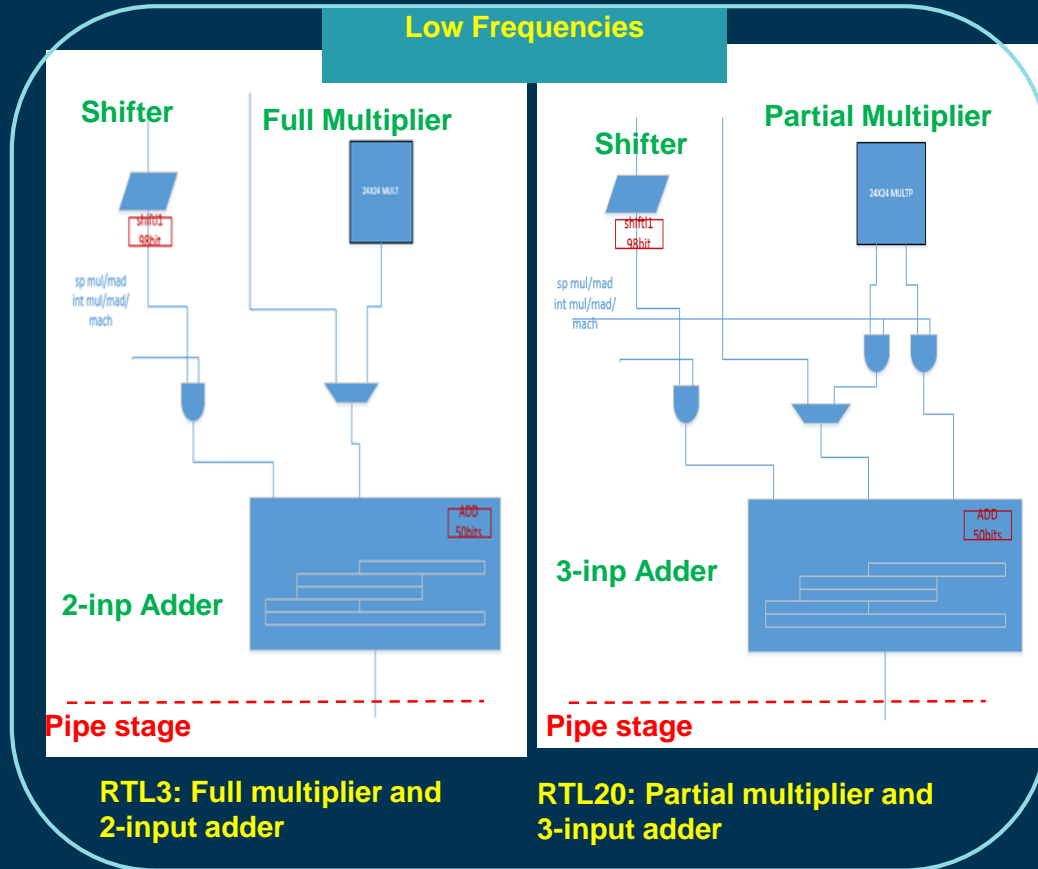 Low Frequencies
Shifter
Full Multiplier
24X24 MULT
shiftl1
98bit
sp mul/mad
int mul/mad/
mach
ADD
50bits
2-inp Adder
Pipe stage
RTL3: Full multiplier and
2-input adder
Partial Multiplier
Shifter
24X24 MULTP
shiftl1
98bit
sp mul/mad
int mul/mad/
mach
ADD
50bits
3-inp Adder
Pipe stage
RTL20: Partial multiplier and
3-input adder